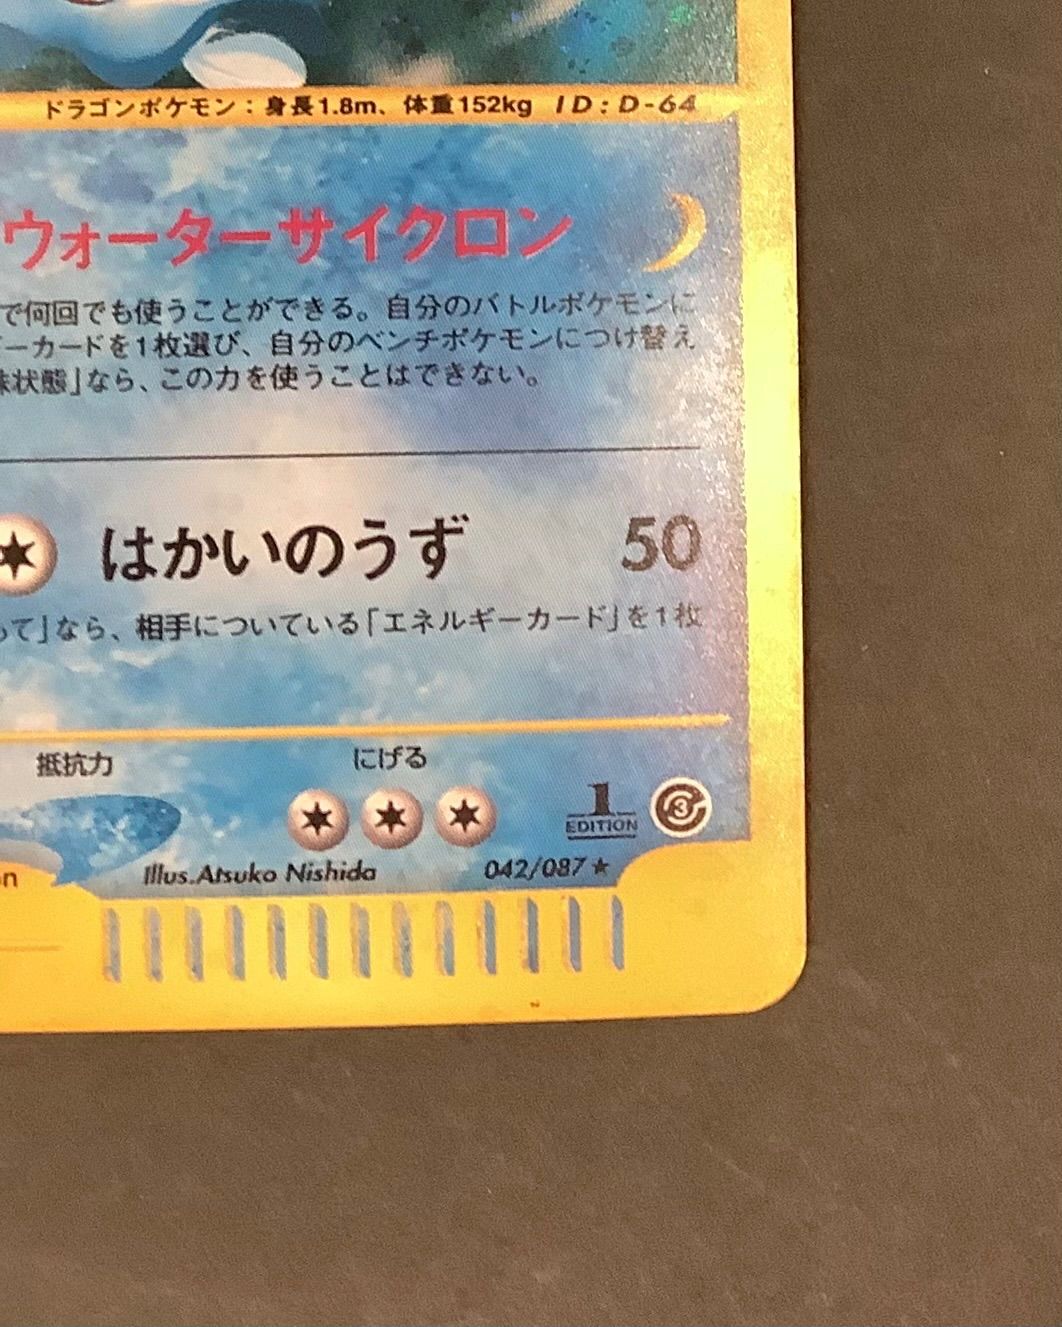 ドラゴンポケモン：身長1.8m、体重152kg ID:D-64
ウォーターサイクロン
で何回でも使うことができる。自分のバトルポケモンに
ーカードを1枚選び、自分のベンチポケモンにつけ替え
状態」なら、この力を使うことはできない。
はかいのうず 50
って」なら、相手についている「エネルギーカード」を1枚
抵抗力 にげる
1 EDITION 3
Illus.Atsuko Nishida 042/087★